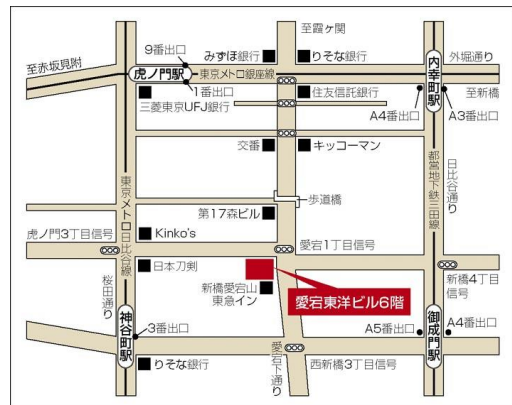 至霞ヶ関
9番出口
みずほ銀行
りそな銀行
外堀通り
至赤坂見附
虎ノ門駅
東京メトロ銀座線
内幸町駅
至新橋
1番出口
三菱東京UFJ銀行
住友信託銀行
A4番出口
A3番出口
交番
キッコーマン
東京メトロ日比谷線
都営地下鉄三田線
日比谷通り
歩道橋
第17森ビル
虎ノ門3丁目信号
Kinko's
愛宕1丁目信号
日本刀剣
新橋愛宕山
東急イン
愛宕東洋ビル6階
新橋4丁目
信号
桜田通り
神谷町駅
3番出口
愛宕下通り
御成門駅
A5番出口
A4番出口
りそな銀行
西新橋3丁目信号